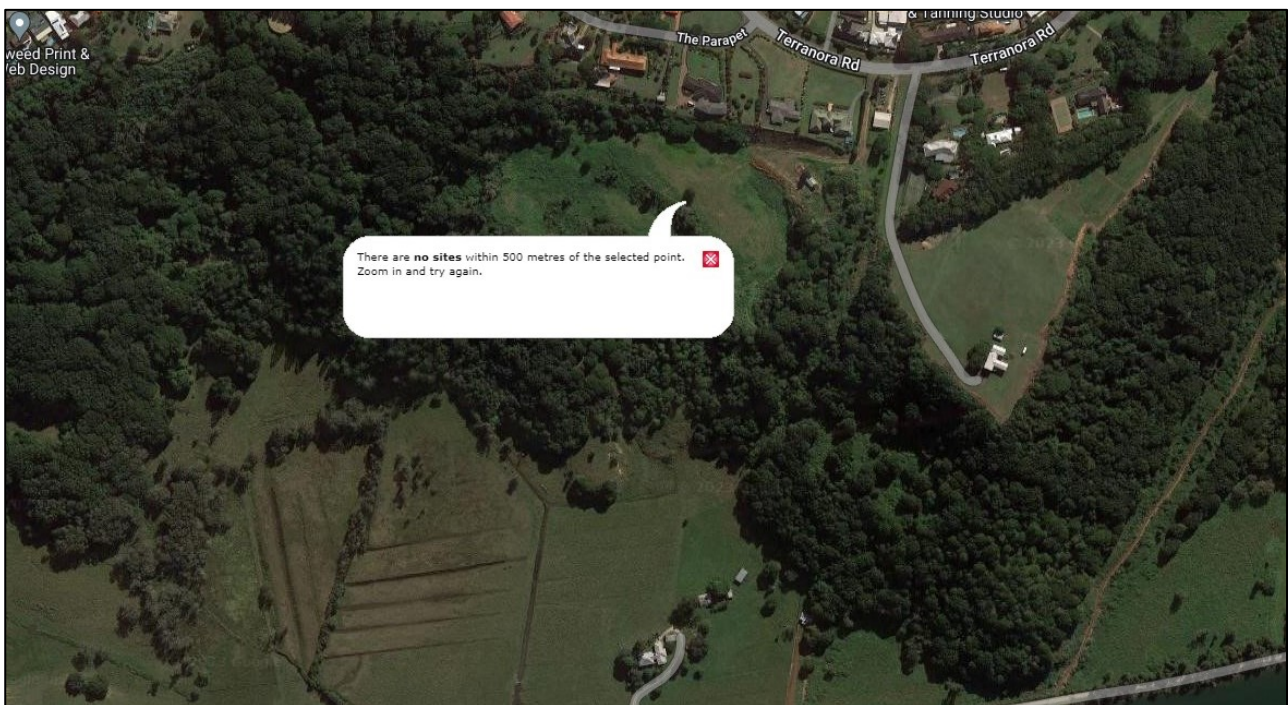 & Tanning Studio
weed Print &
Veb Design
The Parapet
Terranora Rd
Terranora Rd
There are no sites within 500 metres of the selected point.
Zoom in and try again.